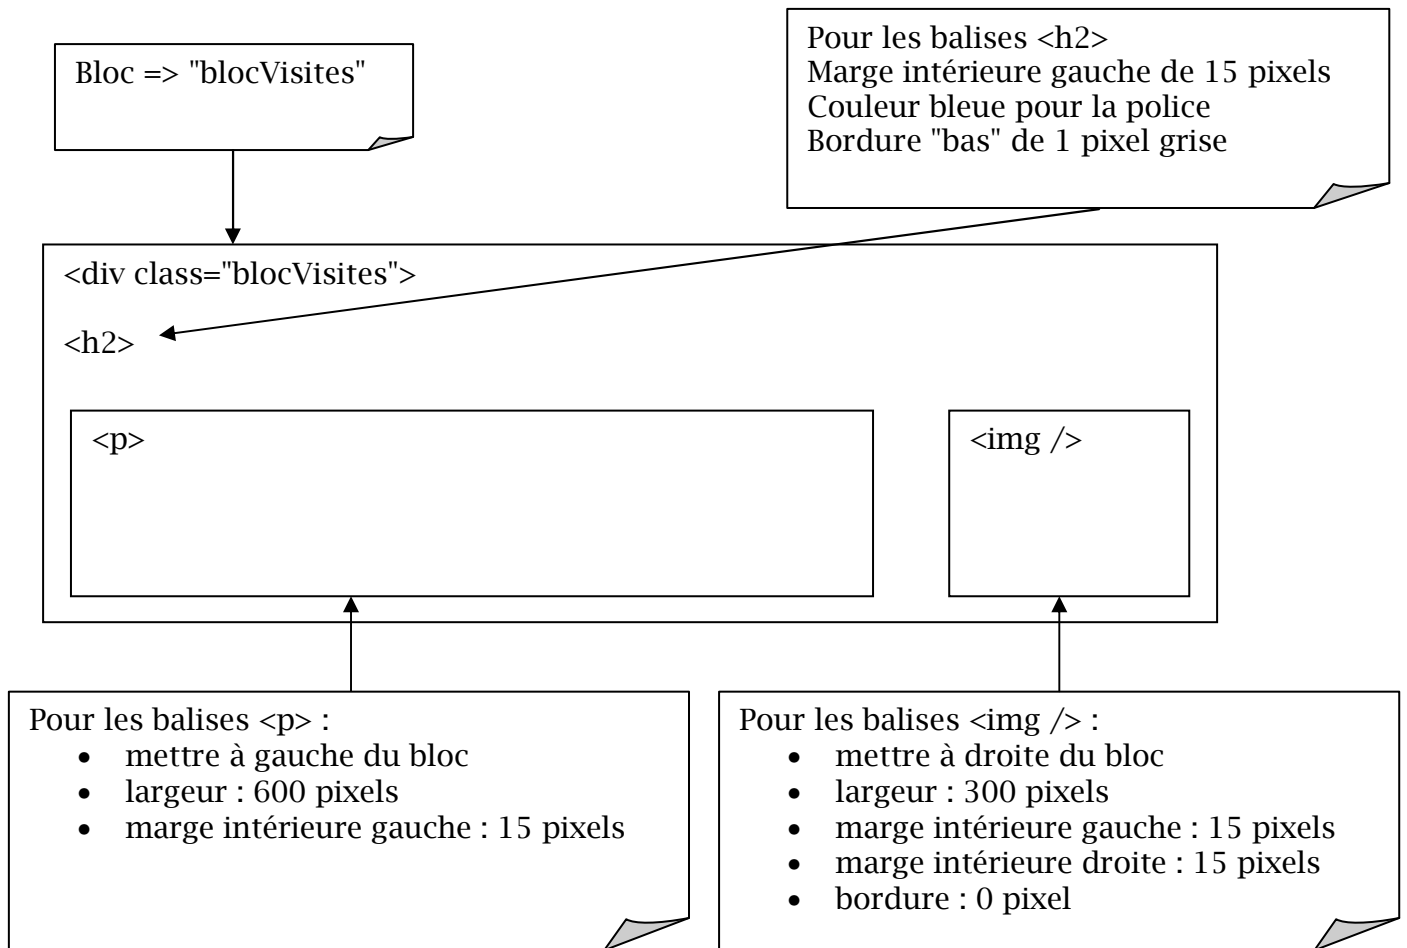 Bloc => "blocVisites"
Pour les balises <h2>
Marge intérieure gauche de 15 pixels
Couleur bleue pour la police
Bordure "bas" de 1 pixel grise
<div class="blocVisites">
<h2>
<p>
<img />
Pour les balises <p> :
• mettre à gauche du bloc
• largeur : 600 pixels
• marge intérieure gauche : 15 pixels
Pour les balises <img /> :
• mettre à droite du bloc
• largeur : 300 pixels
• marge intérieure gauche : 15 pixels
• marge intérieure droite : 15 pixels
• bordure : 0 pixel